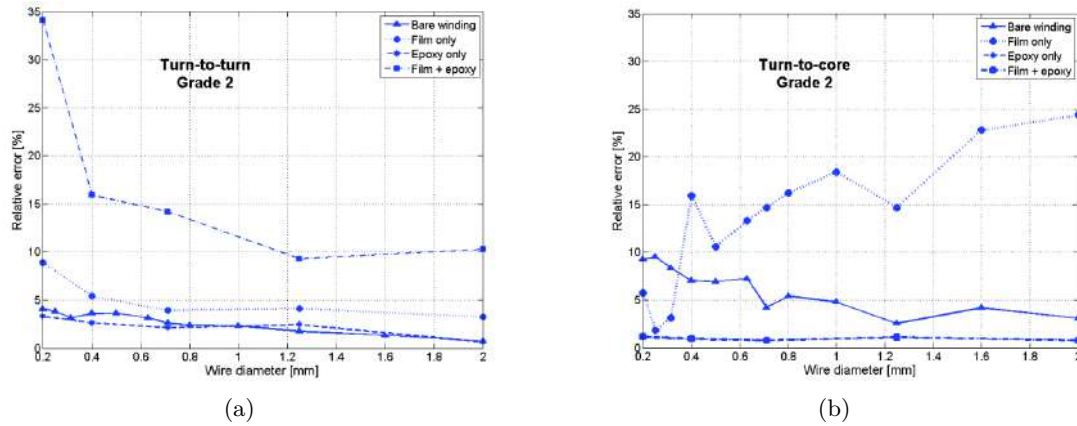 35
30
25
20
15
10
5
0
Relative error [%]
Turn-to-turn
Grade 2
Bare winding
Film only
Epoxy only
Film + epoxy
0.2 0.4 0.6 0.8 1 1.2 1.4 1.6 1.8 2
Wire diameter [mm]
(a)
35
30
25
20
15
10
5
0
Relative error [%]
Turn-to-core
Grade 2
Bare winding
Film only
Epoxy only
Film + epoxy
0.2 0.4 0.6 0.8 1 1.2 1.4 1.6 1.8 2
Wire diameter [mm]
(b)